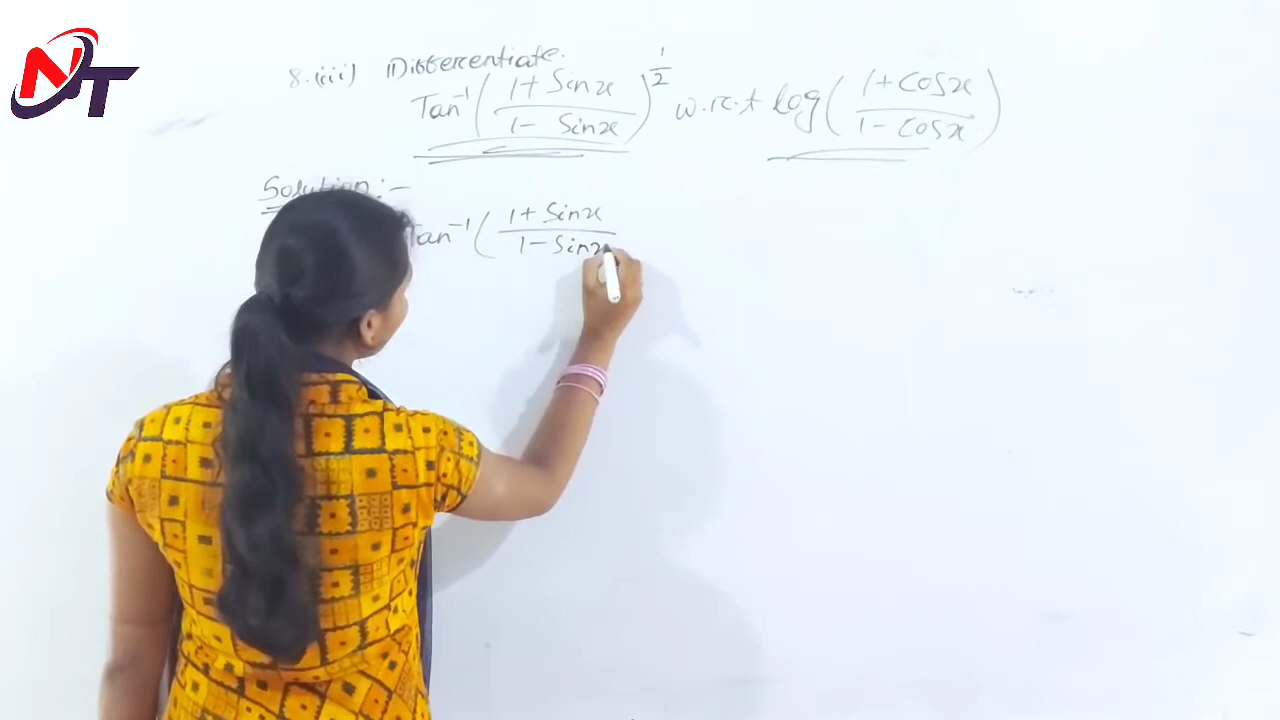 NT
8.(iii) Differentiate.
Tan⁻¹ (1+ Sinx / 1- Sinx)^1/2 w.r.t log (1+ Cosx / 1- Cosx)
Solution :-
Tan⁻¹ (1+ Sinx / 1- Sinx